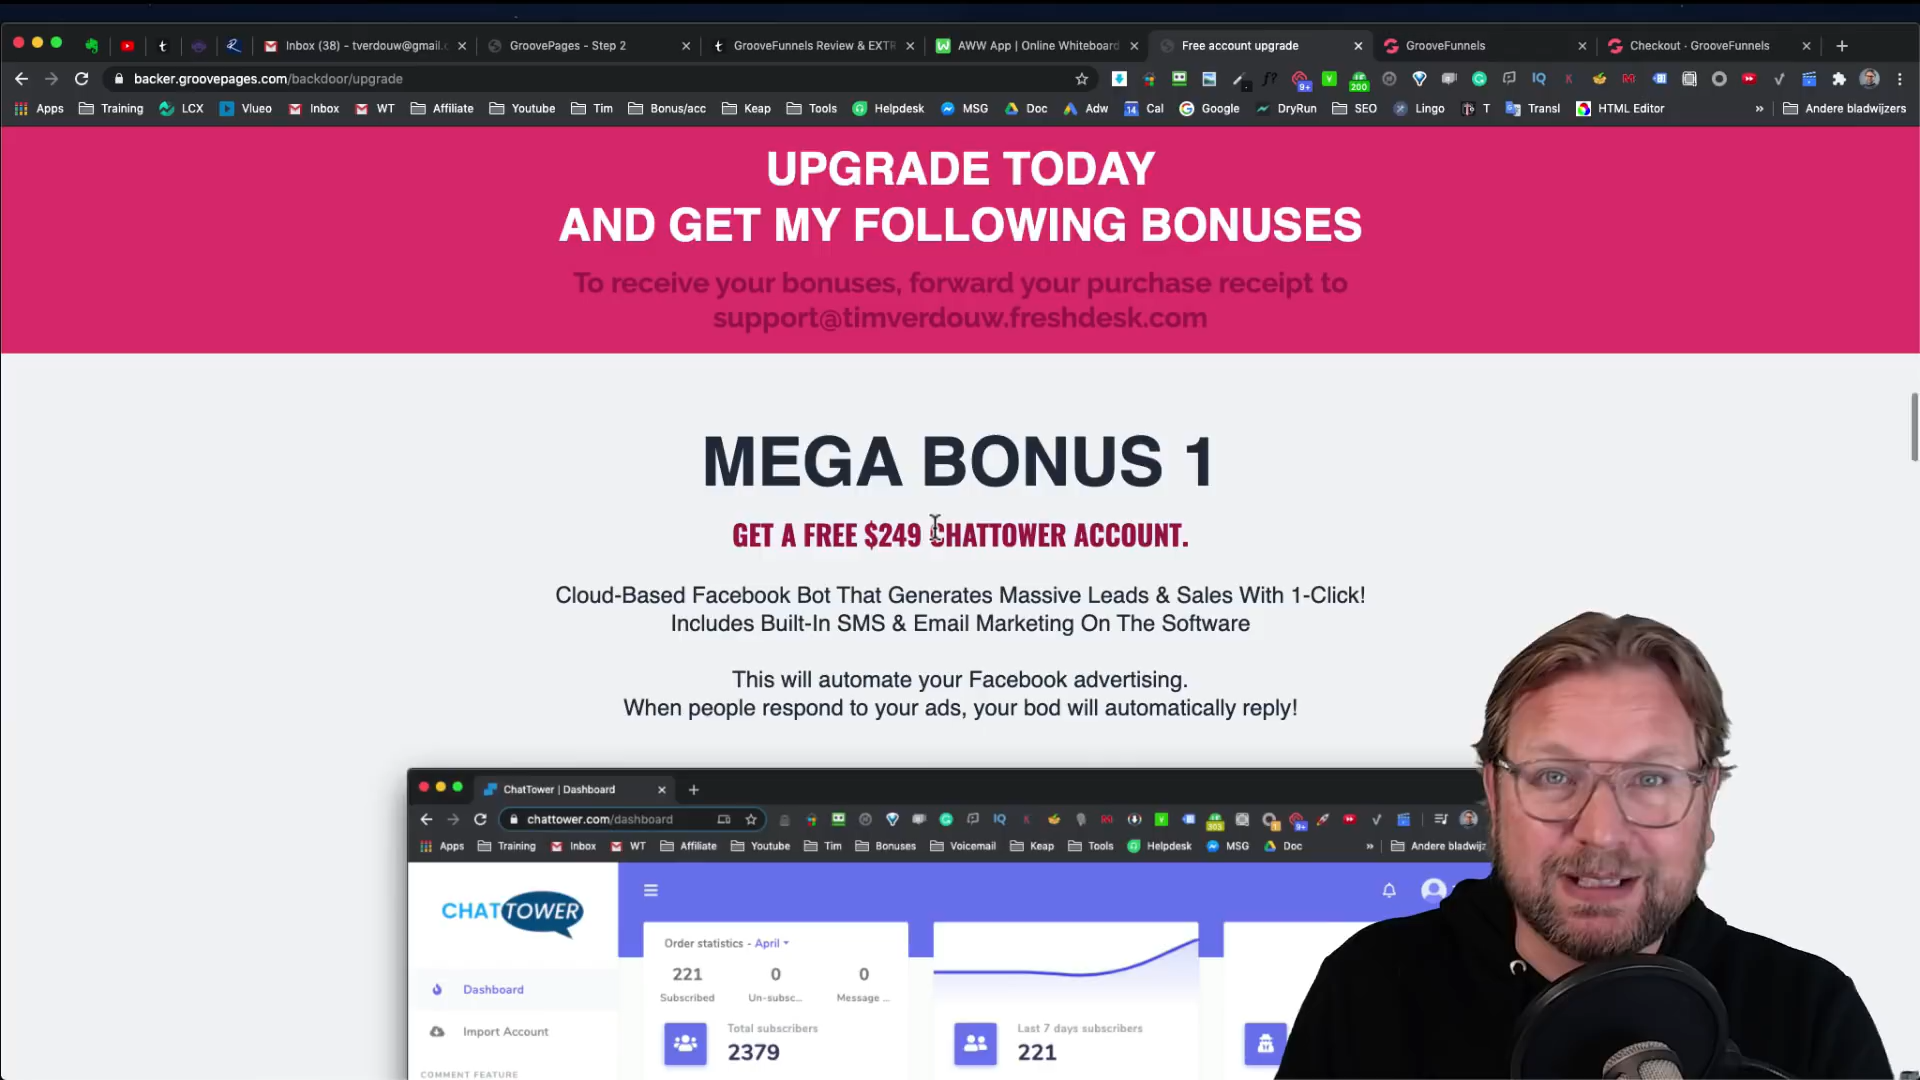 Inbox (38) - tverdouw@gmail.c
GroovePages - Step 2
GrooveFunnels Review & EXTR
AWW App | Online Whiteboard
Free account upgrade
GrooveFunnels
Checkout - GrooveFunnels
backer.groovepages.com/backdoor/upgrade
Apps Training LCX Vlueo Inbox WT Affiliate Youtube Tim Bonus/acc Keap Tools Helpdesk MSG Doc Adw Cal Google DryRun SEO Lingo T Transl HTML Editor » Andere bladwijzers
UPGRADE TODAY
AND GET MY FOLLOWING BONUSES
To receive your bonuses, forward your purchase receipt to
support@timverdouw.freshdesk.com
MEGA BONUS 1
GET A FREE $249 CHATTOWER ACCOUNT.
Cloud-Based Facebook Bot That Generates Massive Leads & Sales With 1-Click!
Includes Built-In SMS & Email Marketing On The Software
This will automate your Facebook advertising.
When people respond to your ads, your bod will automatically reply!
ChatTower | Dashboard
chattower.com/dashboard
Apps Training Inbox WT Affiliate Youtube Tim Bonuses Voicemail Keap Tools Helpdesk MSG Doc » Andere bladwij
CHATTOWER
Order statistics - April
221 0 0
Subscribed Un-subsc... Message ...
Dashboard
Import Account
Total subscribers
2379
Last 7 days subscribers
221
COMMENT FEATURE